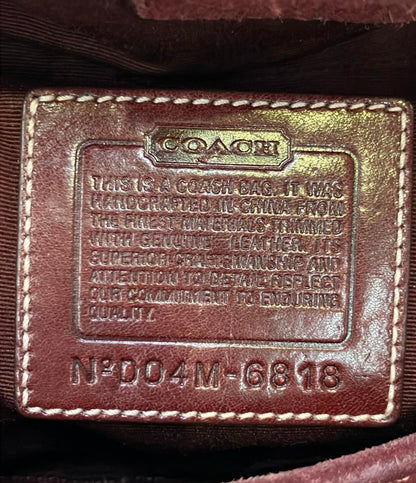 COACH
THIS IS A COACH BAG. IT WAS
HANDCRAFTED IN CHINA FROM
THE FINEST MATERIALS TRIMMED
WITH GENUINE LEATHER. ITS
SUPERIOR CRAFTSMANSHIP AND
ATTENTION TO DETAIL REFLECT
OUR COMMITMENT TO ENDURING
QUALITY.
Nº D04M-6818